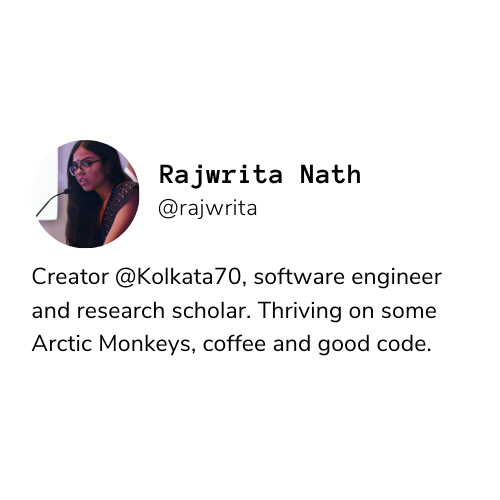 Rajwrita Nath
@rajwrita
Creator @Kolkata70, software engineer
and research scholar. Thriving on some
Arctic Monkeys, coffee and good code.